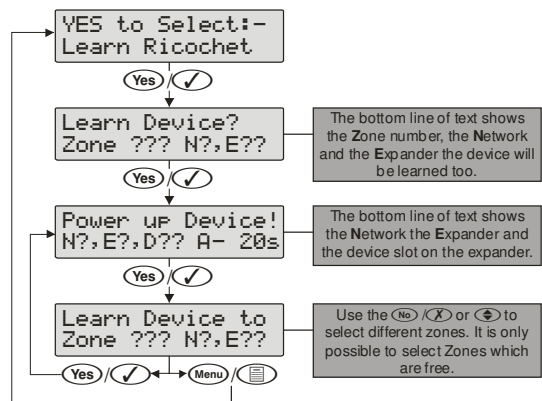 YES to Select:-
Learn Ricochet
Yes / ✓
Learn Device?
Zone ??? N?,E??
The bottom line of text shows
the Zone number, the Network
and the Expander the device will
be learned too.
Yes / ✓
Power up Device!
N?,E?,D?? A- 20s
The bottom line of text shows
the Network the Expander and
the device slot on the expander.
Yes / ✓
Learn Device to
Zone ??? N?,E??
Use the No / X or to
select different zones. It is only
possible to select Zones which
are free.
Yes / ✓ Menu /